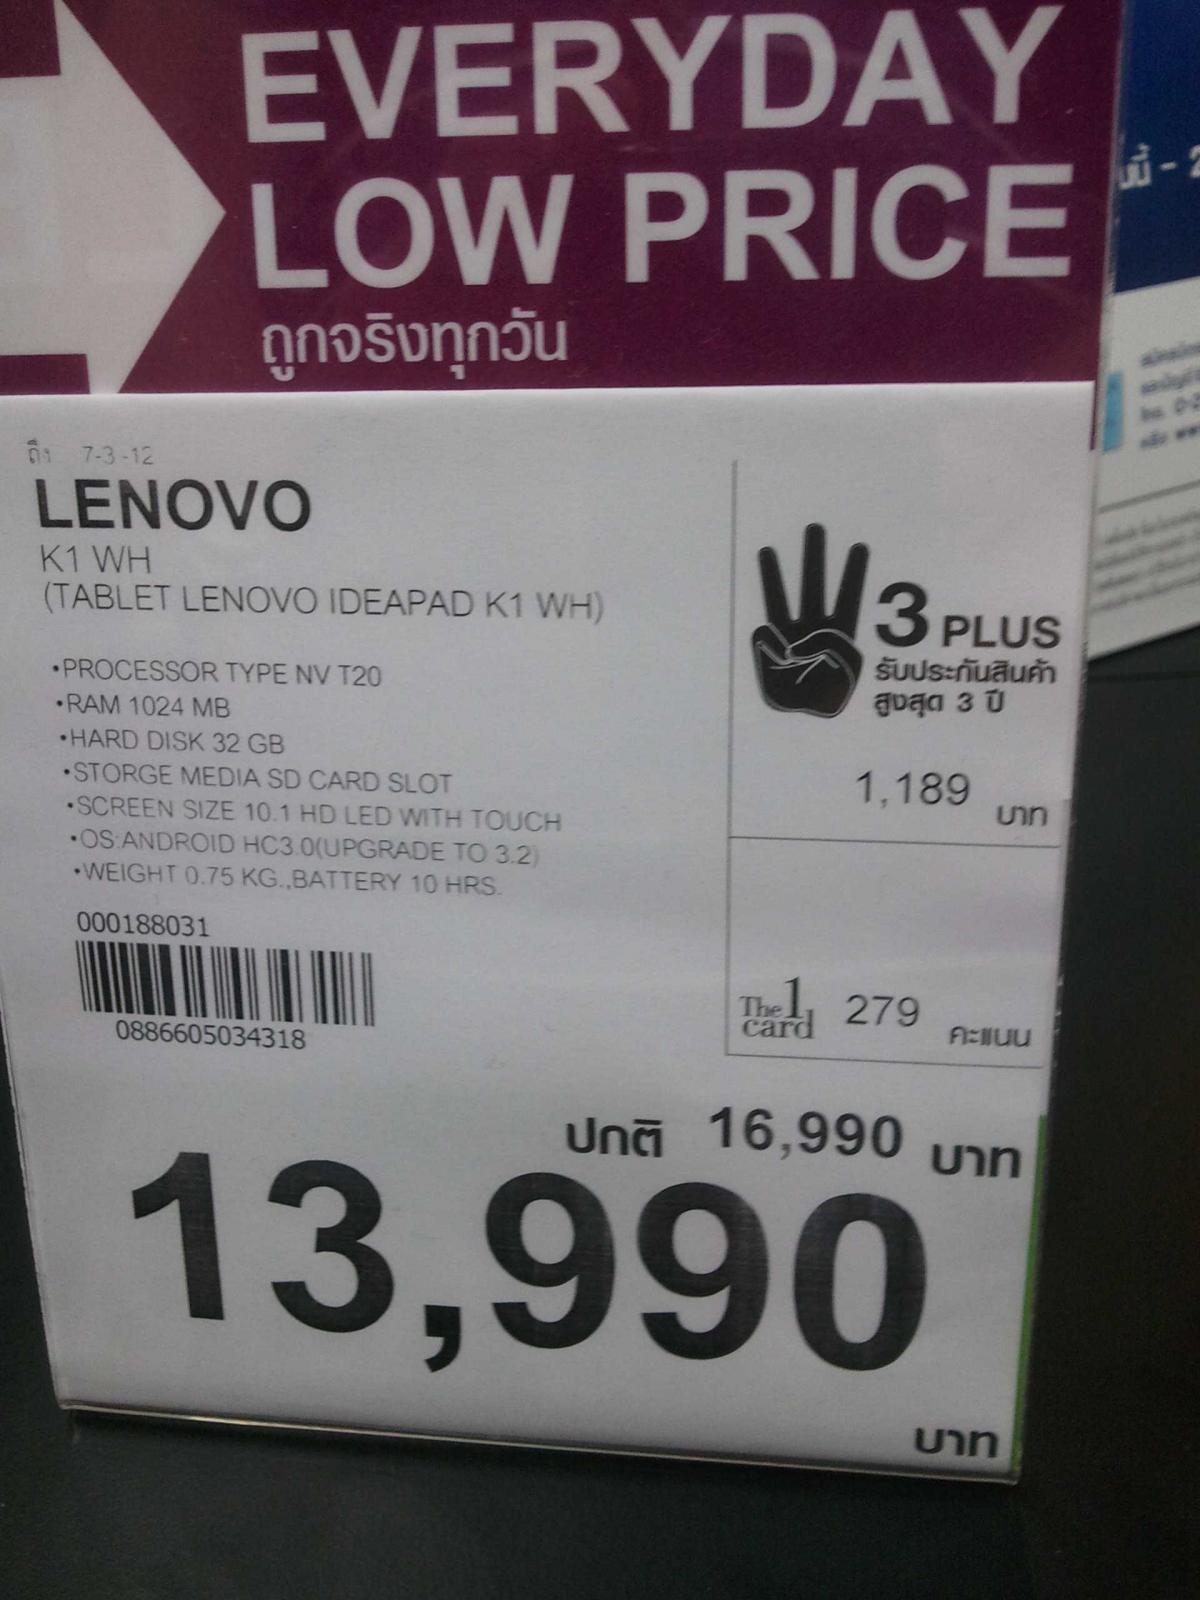 EVERYDAY
LOW PRICE
ถูกจริงทุกวัน
ถึง 7-3-12
LENOVO
K1 WH
(TABLET LENOVO IDEAPAD K1 WH)
•PROCESSOR TYPE NV T20
•RAM 1024 MB
•HARD DISK 32 GB
•STORGE MEDIA SD CARD SLOT
•SCREEN SIZE 10.1 HD LED WITH TOUCH
•OS:ANDROID HC3.0(UPGRADE TO 3.2)
•WEIGHT 0.75 KG.,BATTERY 10 HRS.
000188031
0886605034318
3 PLUS
รับประกันสินค้า
สูงสุด 3 ปี
1,189 บาท
The 1 card 279 คะแนน
ปกติ 16,990 บาท
13,990
บาท